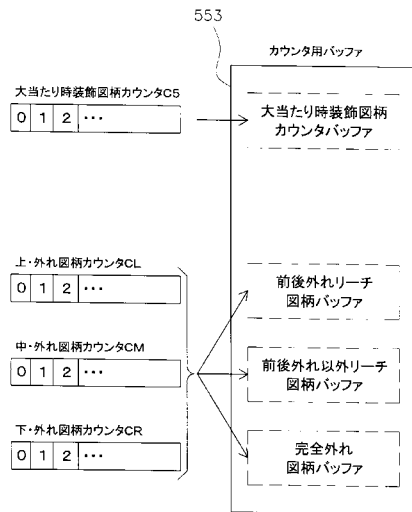 553
カウンタ用バッファ
大当たり時装飾図柄カウンタC5
0 1 2 ･･･
大当たり時装飾図柄
カウンタバッファ
上・外れ図柄カウンタCL
0 1 2 ･･･
中・外れ図柄カウンタCM
0 1 2 ･･･
下・外れ図柄カウンタCR
0 1 2 ･･･
前後外れリーチ
図柄バッファ
前後外れ以外リーチ
図柄バッファ
完全外れ
図柄バッファ